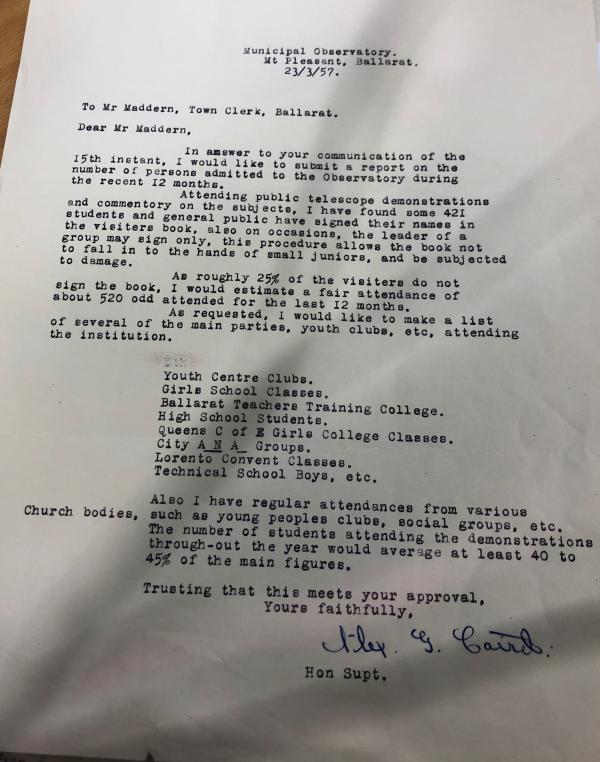 Municipal Observatory.
Mt Pleasant, Ballarat.
23/3/57.
To Mr Maddern, Town Clerk, Ballarat.
Dear Mr Maddern,
In answer to your communication of the
15th instant, I would like to submit a report on the
number of persons admitted to the Observatory during
the recent I2 months.
Attending public telescope demonstrations
and commentory on the subjects, I have found some 42I
students and general public have signed their names in
the visiters book, also on occasions, the leader of a
group may sign only, this procedure allows the book not
to fall in to the hands of small juniors, and be subjected
to damage.
As roughly 25% of the visiters do not
sign the book, I would estimate a fair attendance of
about 520 odd attended for the last I2 months.
As requested, I would like to make a list
of several of the main parties, youth clubs, etc, attending
the institution.
Youth Centre Clubs.
Girls School Classes.
Ballarat Teachers Training College.
High School Students.
Queens C of E Girls College Classes.
City A N A Groups.
Lorento Convent Classes.
Technical School Boys, etc.
Also I have regular attendances from various
Church bodies, such as young peoples clubs, social groups, etc.
The number of students attending the demonstrations
through-out the year would average at least 40 to
45% of the main figures.
Trusting that this meets your approval,
Yours faithfully,
Alex. G. Caird.
Hon Supt.